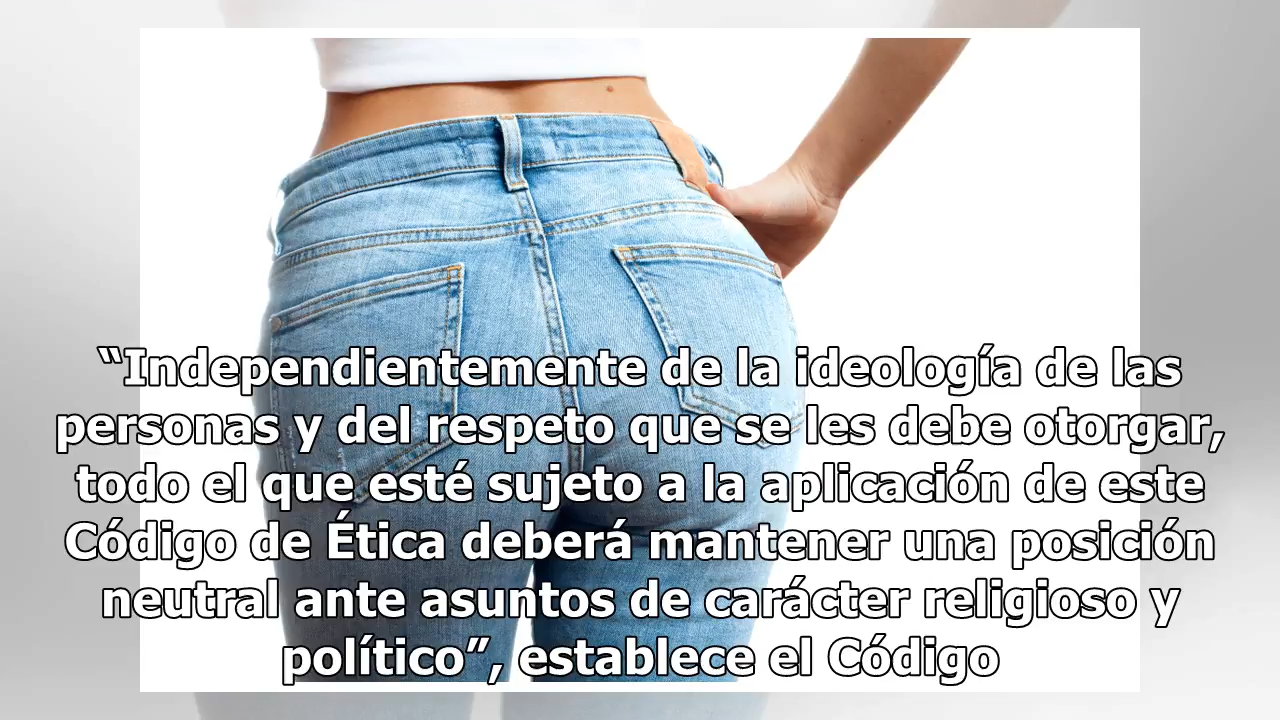 “Independientemente de la ideología de las
personas y del respeto que se les debe otorgar,
todo el que esté sujeto a la aplicación de este
Código de Ética deberá mantener una posición
neutral ante asuntos de carácter religioso y
político”, establece el Código